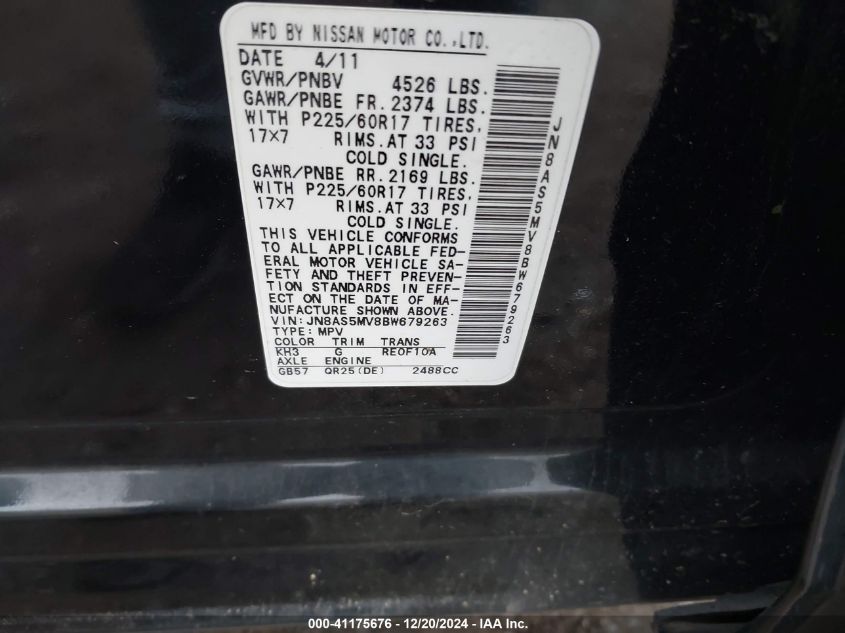 MFD BY NISSAN MOTOR CO.,LTD.
DATE 4/11
GVWR/PNBV 4526 LBS.
GAWR/PNBE FR. 2374 LBS.
WITH P225/60R17 TIRES,
17×7 RIMS.AT 33 PSI
COLD SINGLE.
GAWR/PNBE RR. 2169 LBS.
WITH P225/60R17 TIRES,
17×7 RIMS.AT 33 PSI
COLD SINGLE.
THIS VEHICLE CONFORMS
TO ALL APPLICABLE FED-
ERAL MOTOR VEHICLE SA-
FETY AND THEFT PREVEN-
TION STANDARDS IN EFF-
ECT ON THE DATE OF MA-
NUFACTURE SHOWN ABOVE.
VIN:JN8AS5MV8BW679263
TYPE:MPV
COLOR TRIM TRANS
KH3 G RE0F10A
AXLE ENGINE
GB57 QR25(DE) 2488CC
JN8AS5MV8BW679263
000-41175676 - 12/20/2024 - IAA Inc.